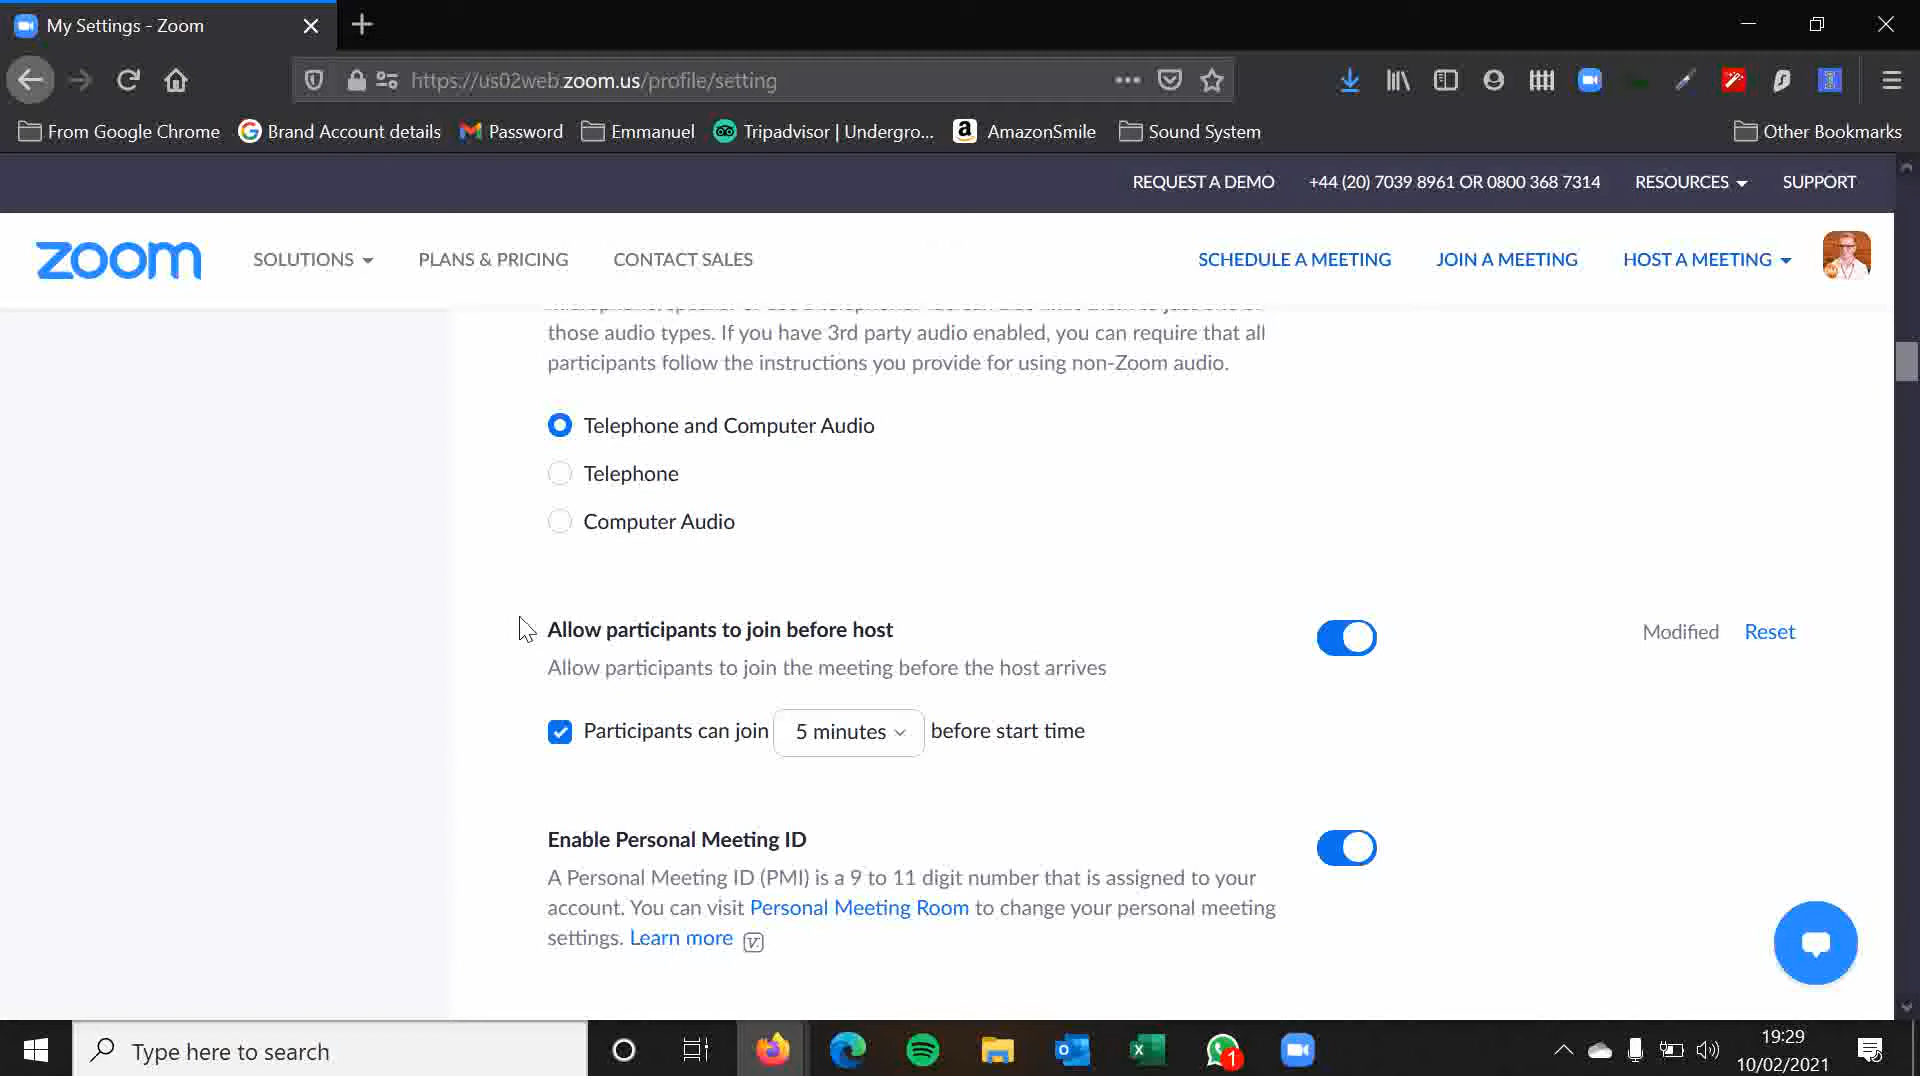 My Settings - Zoom
https://us02web.zoom.us/profile/setting
From Google Chrome
Brand Account details
Password
Emmanuel
Tripadvisor | Undergro...
AmazonSmile
Sound System
Other Bookmarks
REQUEST A DEMO
+44 (20) 7039 8961 OR 0800 368 7314
RESOURCES
SUPPORT
zoom
SOLUTIONS
PLANS & PRICING
CONTACT SALES
SCHEDULE A MEETING
JOIN A MEETING
HOST A MEETING
those audio types. If you have 3rd party audio enabled, you can require that all
participants follow the instructions you provide for using non-Zoom audio.
Telephone and Computer Audio
Telephone
Computer Audio
Allow participants to join before host
Modified Reset
Allow participants to join the meeting before the host arrives
Participants can join 5 minutes before start time
Enable Personal Meeting ID
A Personal Meeting ID (PMI) is a 9 to 11 digit number that is assigned to your
account. You can visit Personal Meeting Room to change your personal meeting
settings. Learn more
Type here to search
1
19:29
10/02/2021